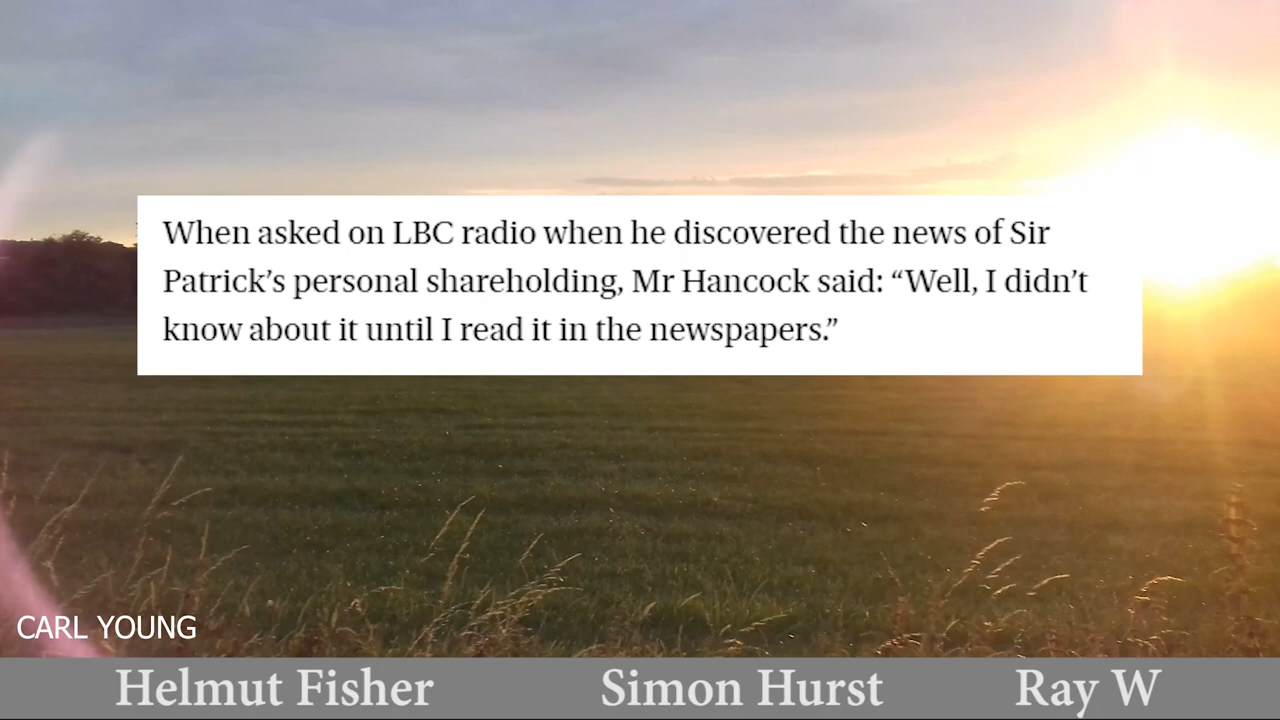 When asked on LBC radio when he discovered the news of Sir
Patrick’s personal shareholding, Mr Hancock said: “Well, I didn’t
know about it until I read it in the newspapers.”
CARL YOUNG
Helmut Fisher Simon Hurst Ray W